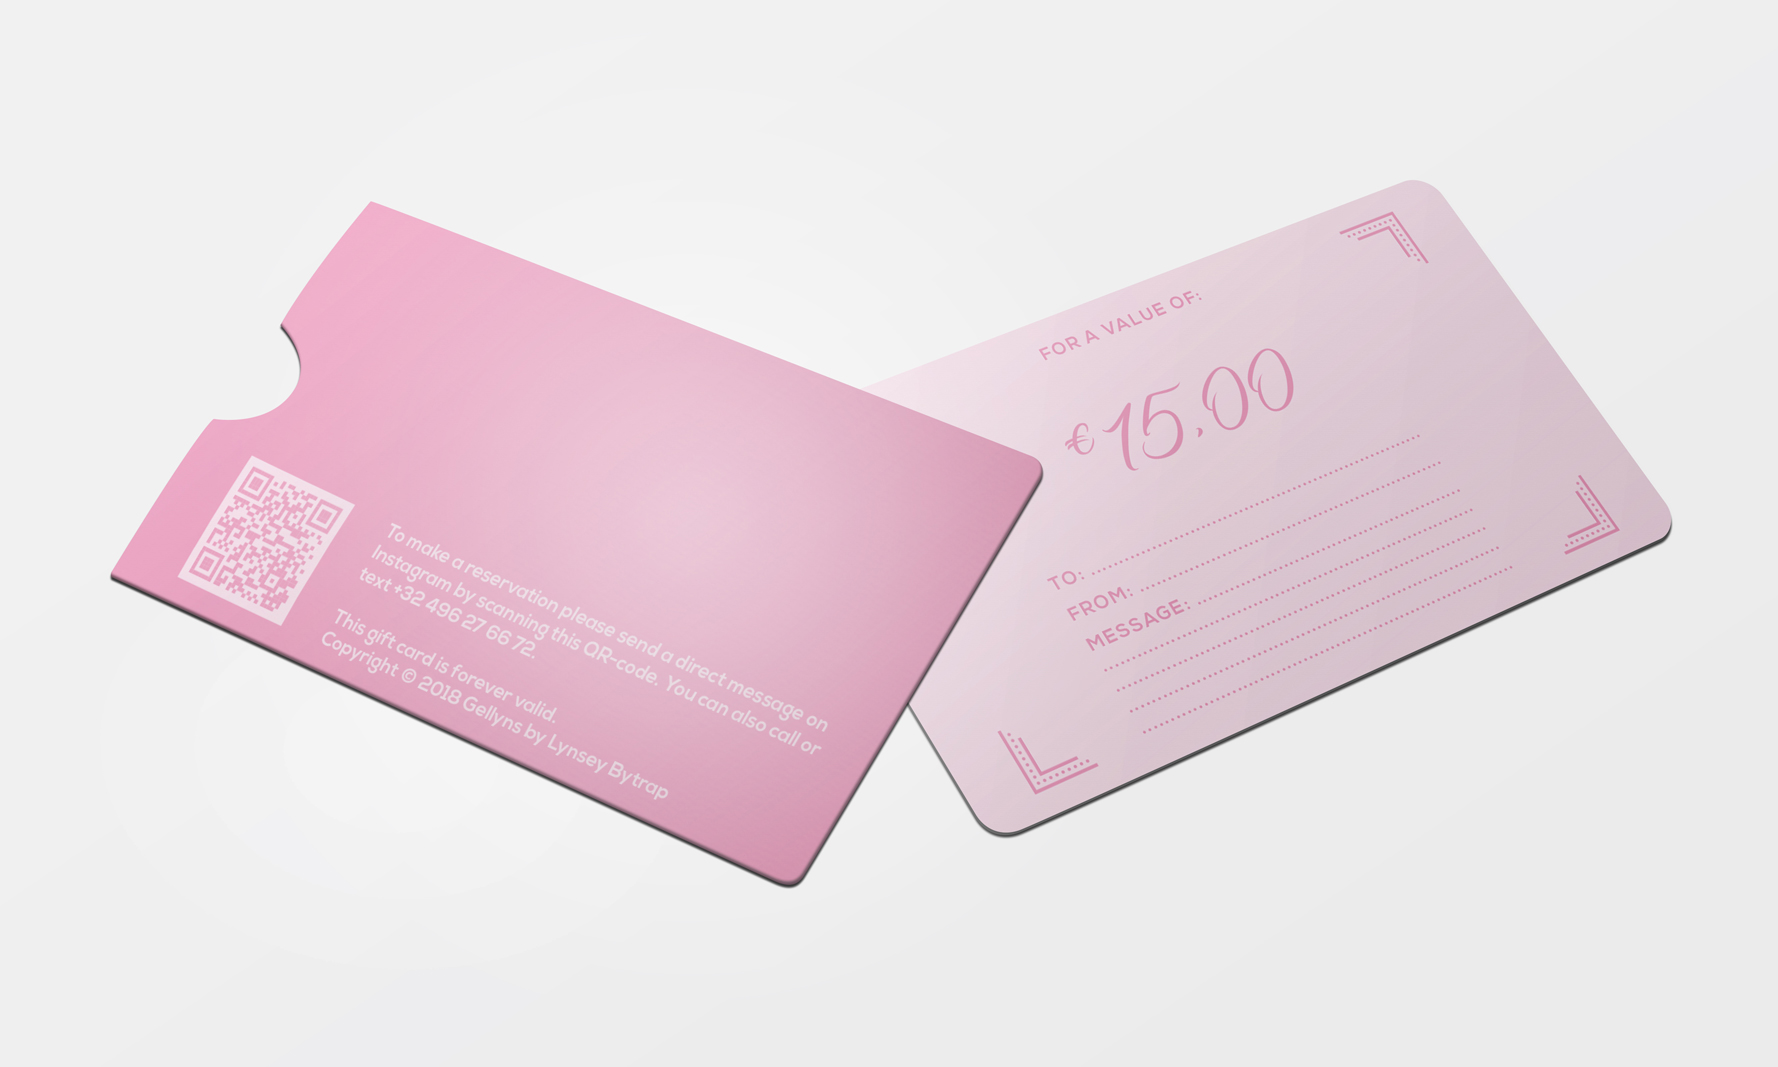 To make a reservation please send a direct message on
Instagram by scanning this QR-code. You can also call or
text +32 496 27 66 72.
This gift card is forever valid.
Copyright © 2018 Gellyns by Lynsey Bytrap
FOR A VALUE OF:
€15,00
TO:
FROM:
MESSAGE: